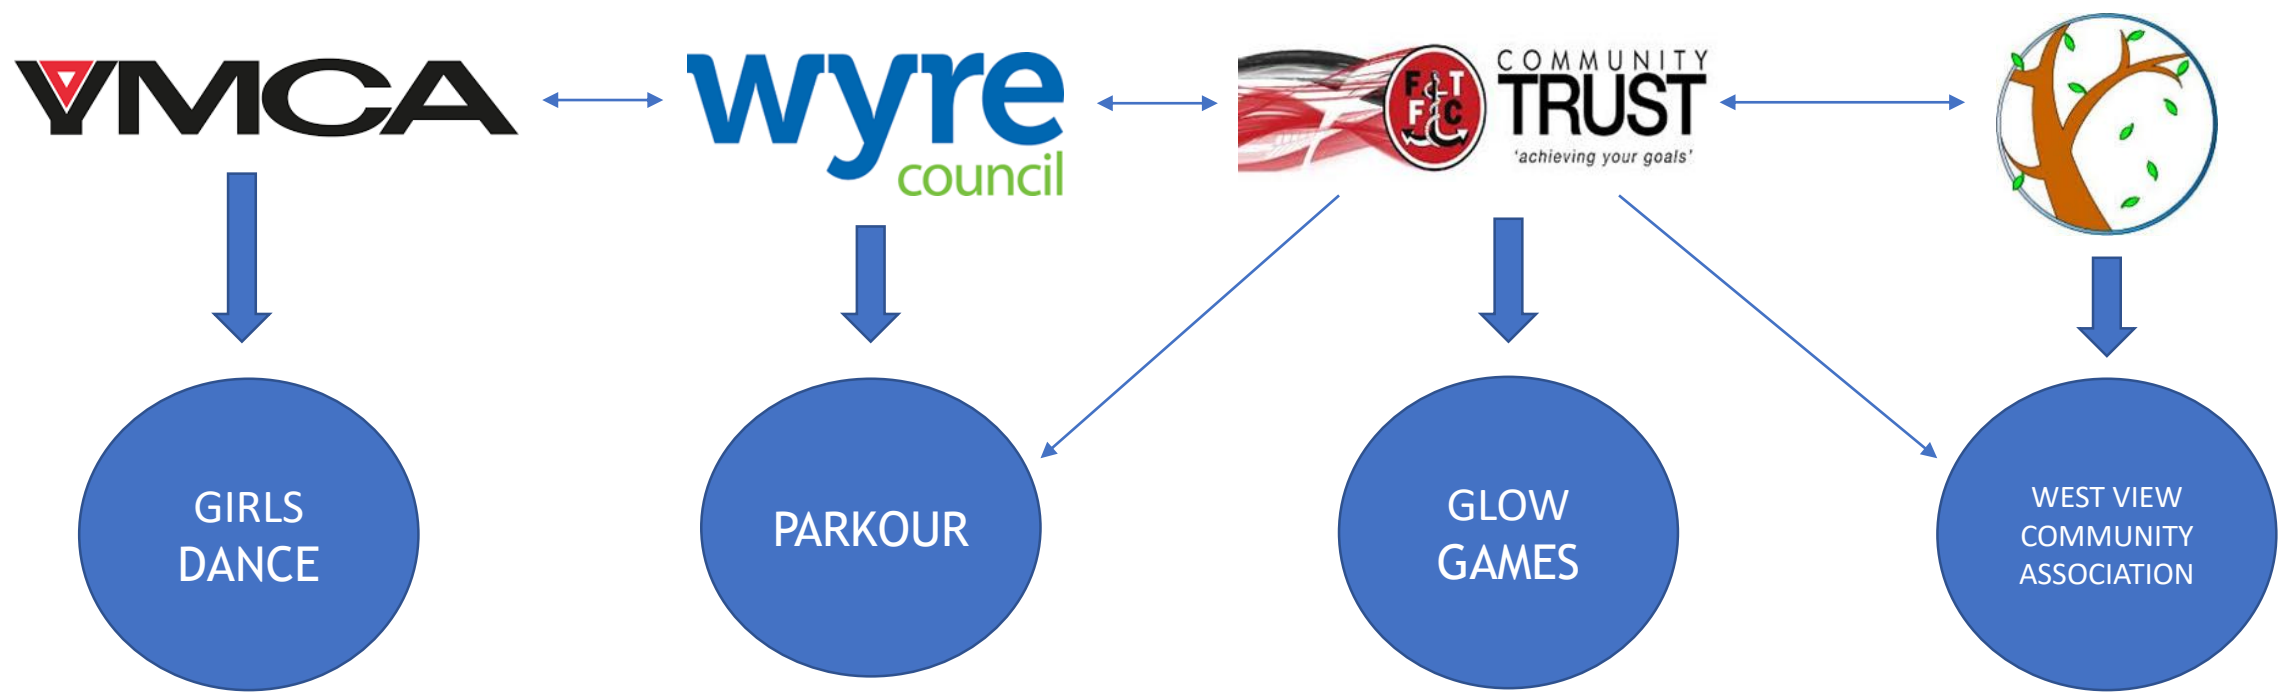 YMCA
wyre
council
COMMUNITY
TRUST
'achieving your goals'
F T
F C
GIRLS
DANCE
PARKOUR
GLOW
GAMES
WEST VIEW
COMMUNITY
ASSOCIATION